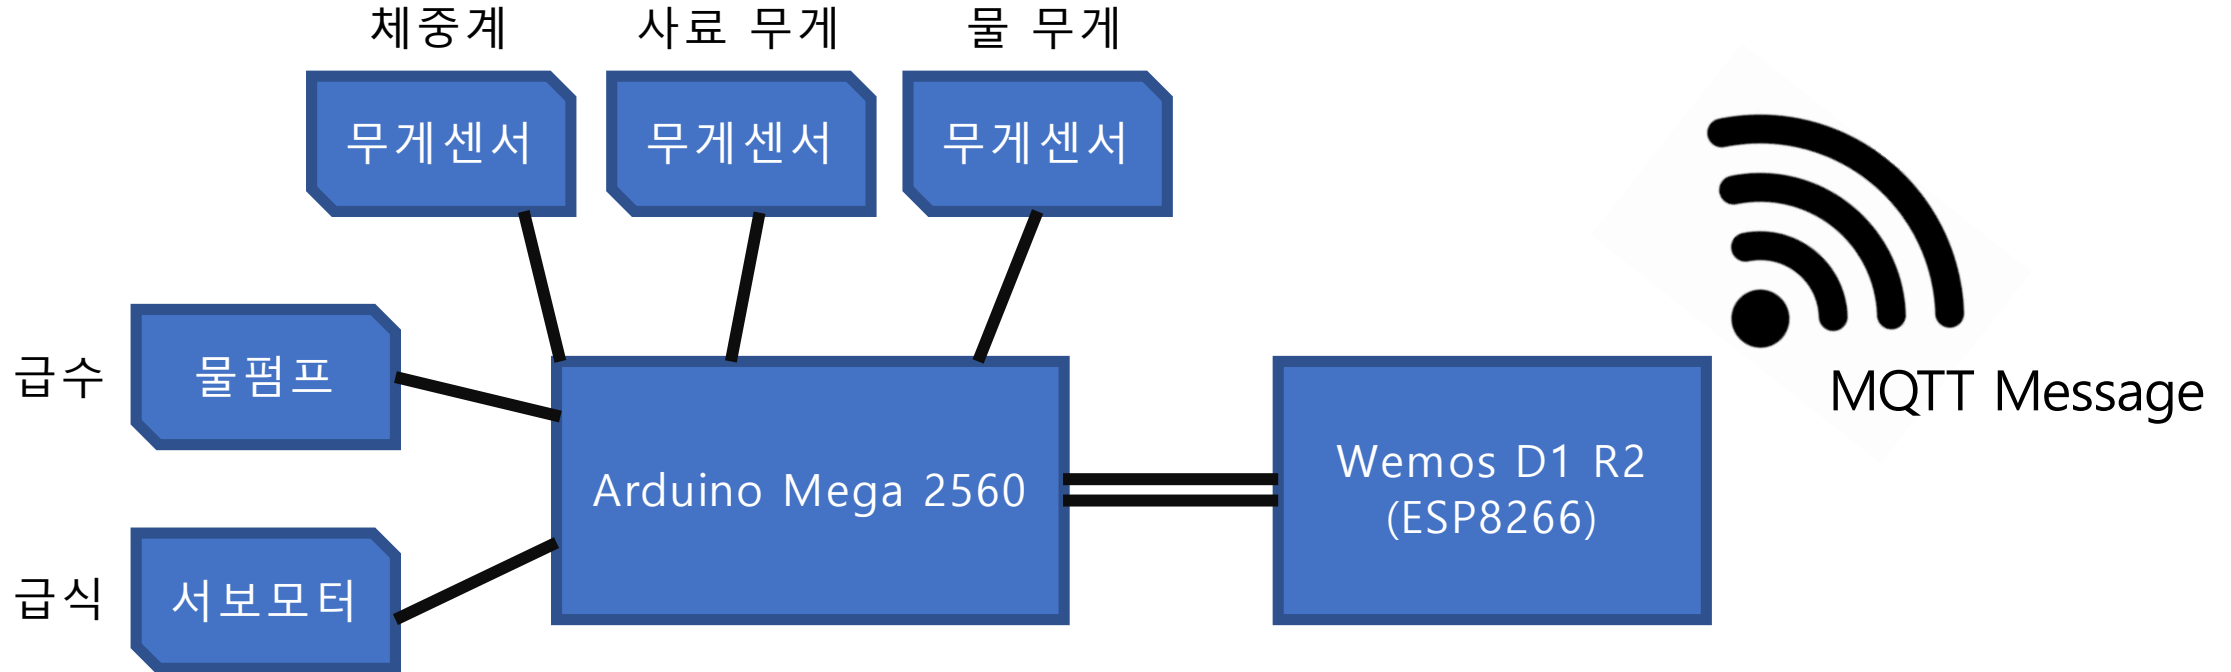 체중계
사료 무게
물 무게
무게센서
무게센서
무게센서
급수
물펌프
MQTT Message
Arduino Mega 2560
Wemos D1 R2
(ESP8266)
급식
서보모터